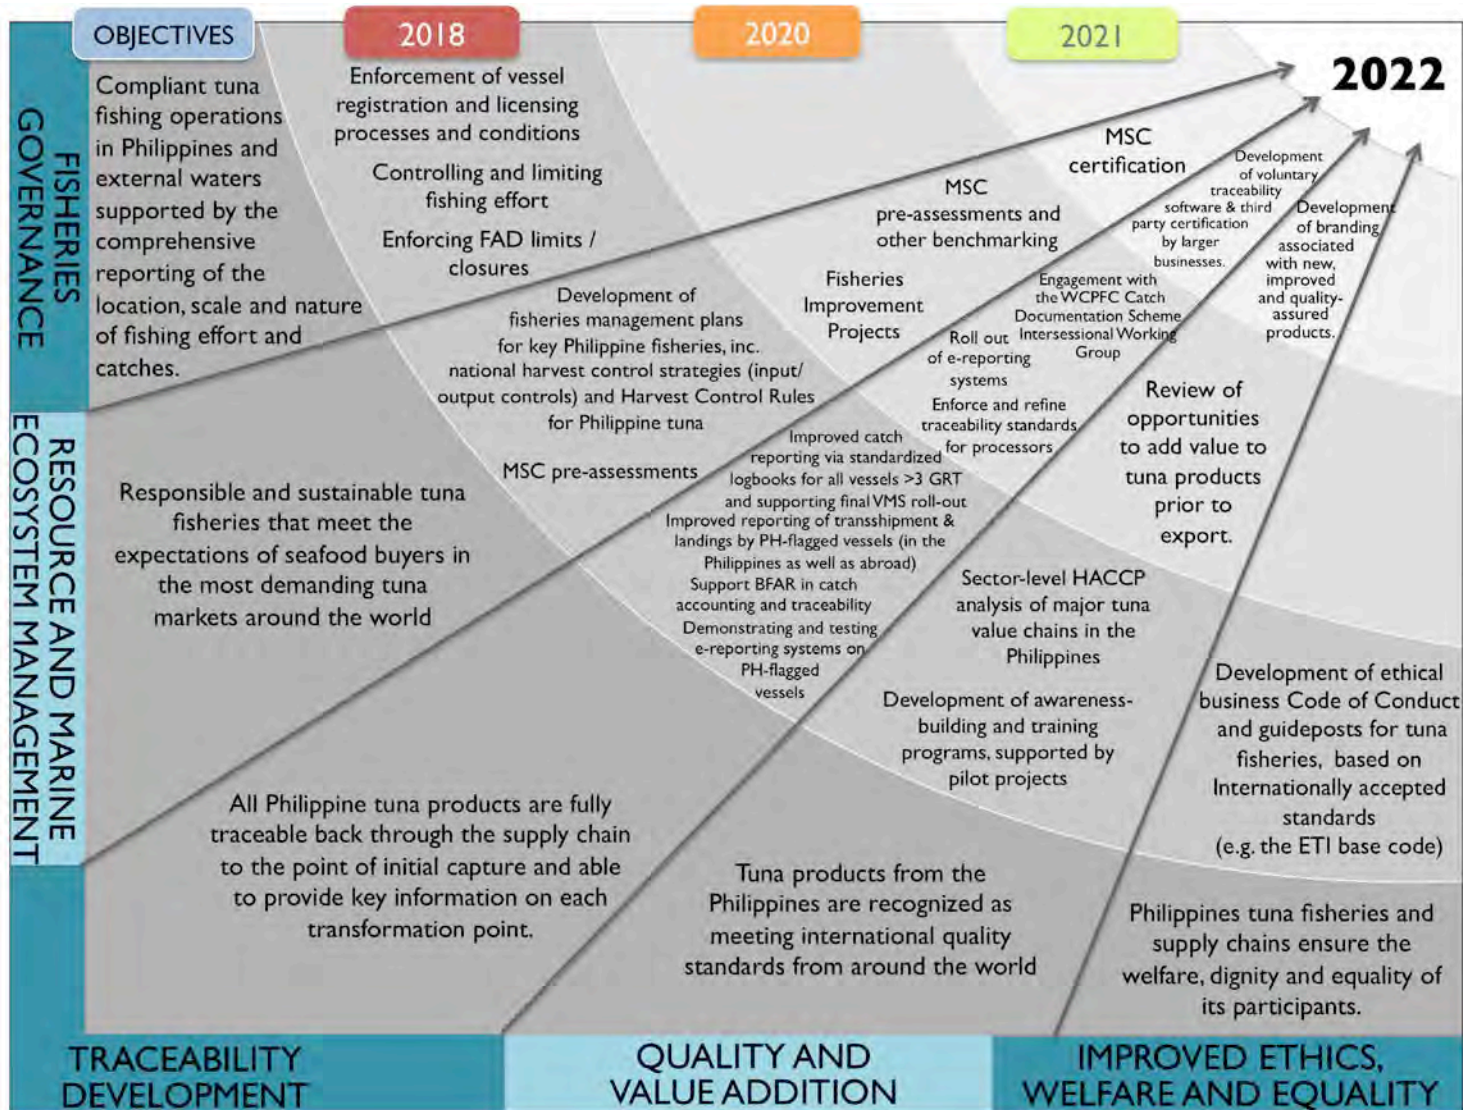 OBJECTIVES
2018
2020
2021
2022
FISHERIES
GOVERNANCE
Compliant tuna
fishing operations
in Philippines and
external waters
supported by the
comprehensive
reporting of the
location, scale and nature
of fishing effort and
catches.
Enforcement of vessel
registration and licensing
processes and conditions
Controlling and limiting
fishing effort
Enforcing FAD limits /
closures
RESOURCE AND MARINE
ECOSYSTEM MANAGEMENT
Responsible and sustainable tuna
fisheries that meet the
expectations of seafood buyers in
the most demanding tuna
markets around the world
Development of
fisheries management plans
for key Philippine fisheries, inc.
national harvest control strategies (input/
output controls) and Harvest Control Rules
for Philippine tuna
MSC pre-assessments
Fisheries
Improvement
Projects
MSC
pre-assessments and
other benchmarking
MSC
certification
TRACEABILITY
DEVELOPMENT
All Philippine tuna products are fully
traceable back through the supply chain
to the point of initial capture and able
to provide key information on each
transformation point.
Improved catch
reporting via standardized
logbooks for all vessels >3 GRT
and supporting final VMS roll-out
Improved reporting of transshipment &
landings by PH-flagged vessels (in the
Philippines as well as abroad)
Support BFAR in catch
accounting and traceability
Demonstrating and testing
e-reporting systems on
PH-flagged
vessels
Engagement with
the WCPFC Catch
Documentation Scheme
Intersessional Working
Group
Roll out
of e-reporting
systems
Enforce and refine
traceability standards
for processors
Development
of voluntary
traceability
software & third
party certification
by larger
businesses.
QUALITY AND
VALUE ADDITION
Tuna products from the
Philippines are recognized as
meeting international quality
standards from around the world
Sector-level HACCP
analysis of major tuna
value chains in the
Philippines
Development of awareness-
building and training
programs, supported by
pilot projects
Review of
opportunities
to add value to
tuna products
prior to
export.
Development
of branding
associated
with new,
improved
and quality-
assured
products.
IMPROVED ETHICS,
WELFARE AND EQUALITY
Philippines tuna fisheries and
supply chains ensure the
welfare, dignity and equality of
its participants.
Development of ethical
business Code of Conduct
and guideposts for tuna
fisheries, based on
Internationally accepted
standards
(e.g. the ETI base code)